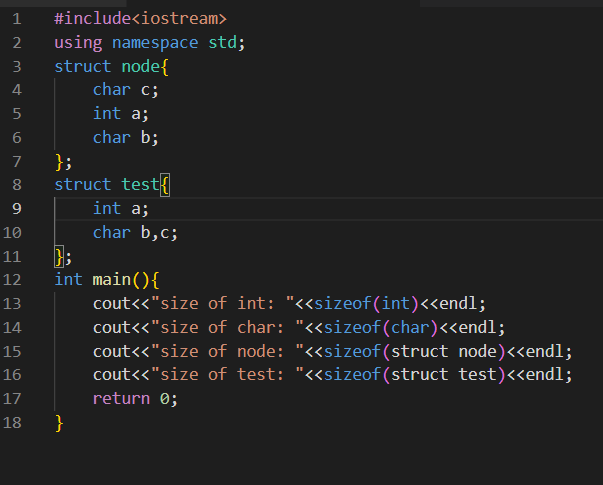 1 #include<iostream>
2 using namespace std;
3 struct node{
4     char c;
5     int a;
6     char b;
7 };
8 struct test{
9     int a;
10     char b,c;
11 };
12 int main(){
13     cout<<"size of int: "<<sizeof(int)<<endl;
14     cout<<"size of char: "<<sizeof(char)<<endl;
15     cout<<"size of node: "<<sizeof(struct node)<<endl;
16     cout<<"size of test: "<<sizeof(struct test)<<endl;
17     return 0;
18 }